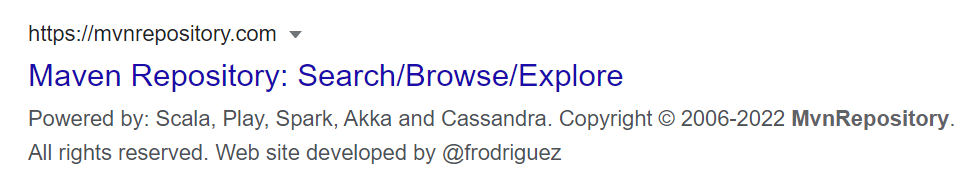 https://mvnrepository.com
Maven Repository: Search/Browse/Explore
Powered by: Scala, Play, Spark, Akka and Cassandra. Copyright © 2006-2022 MvnRepository.
All rights reserved. Web site developed by @frodriguez